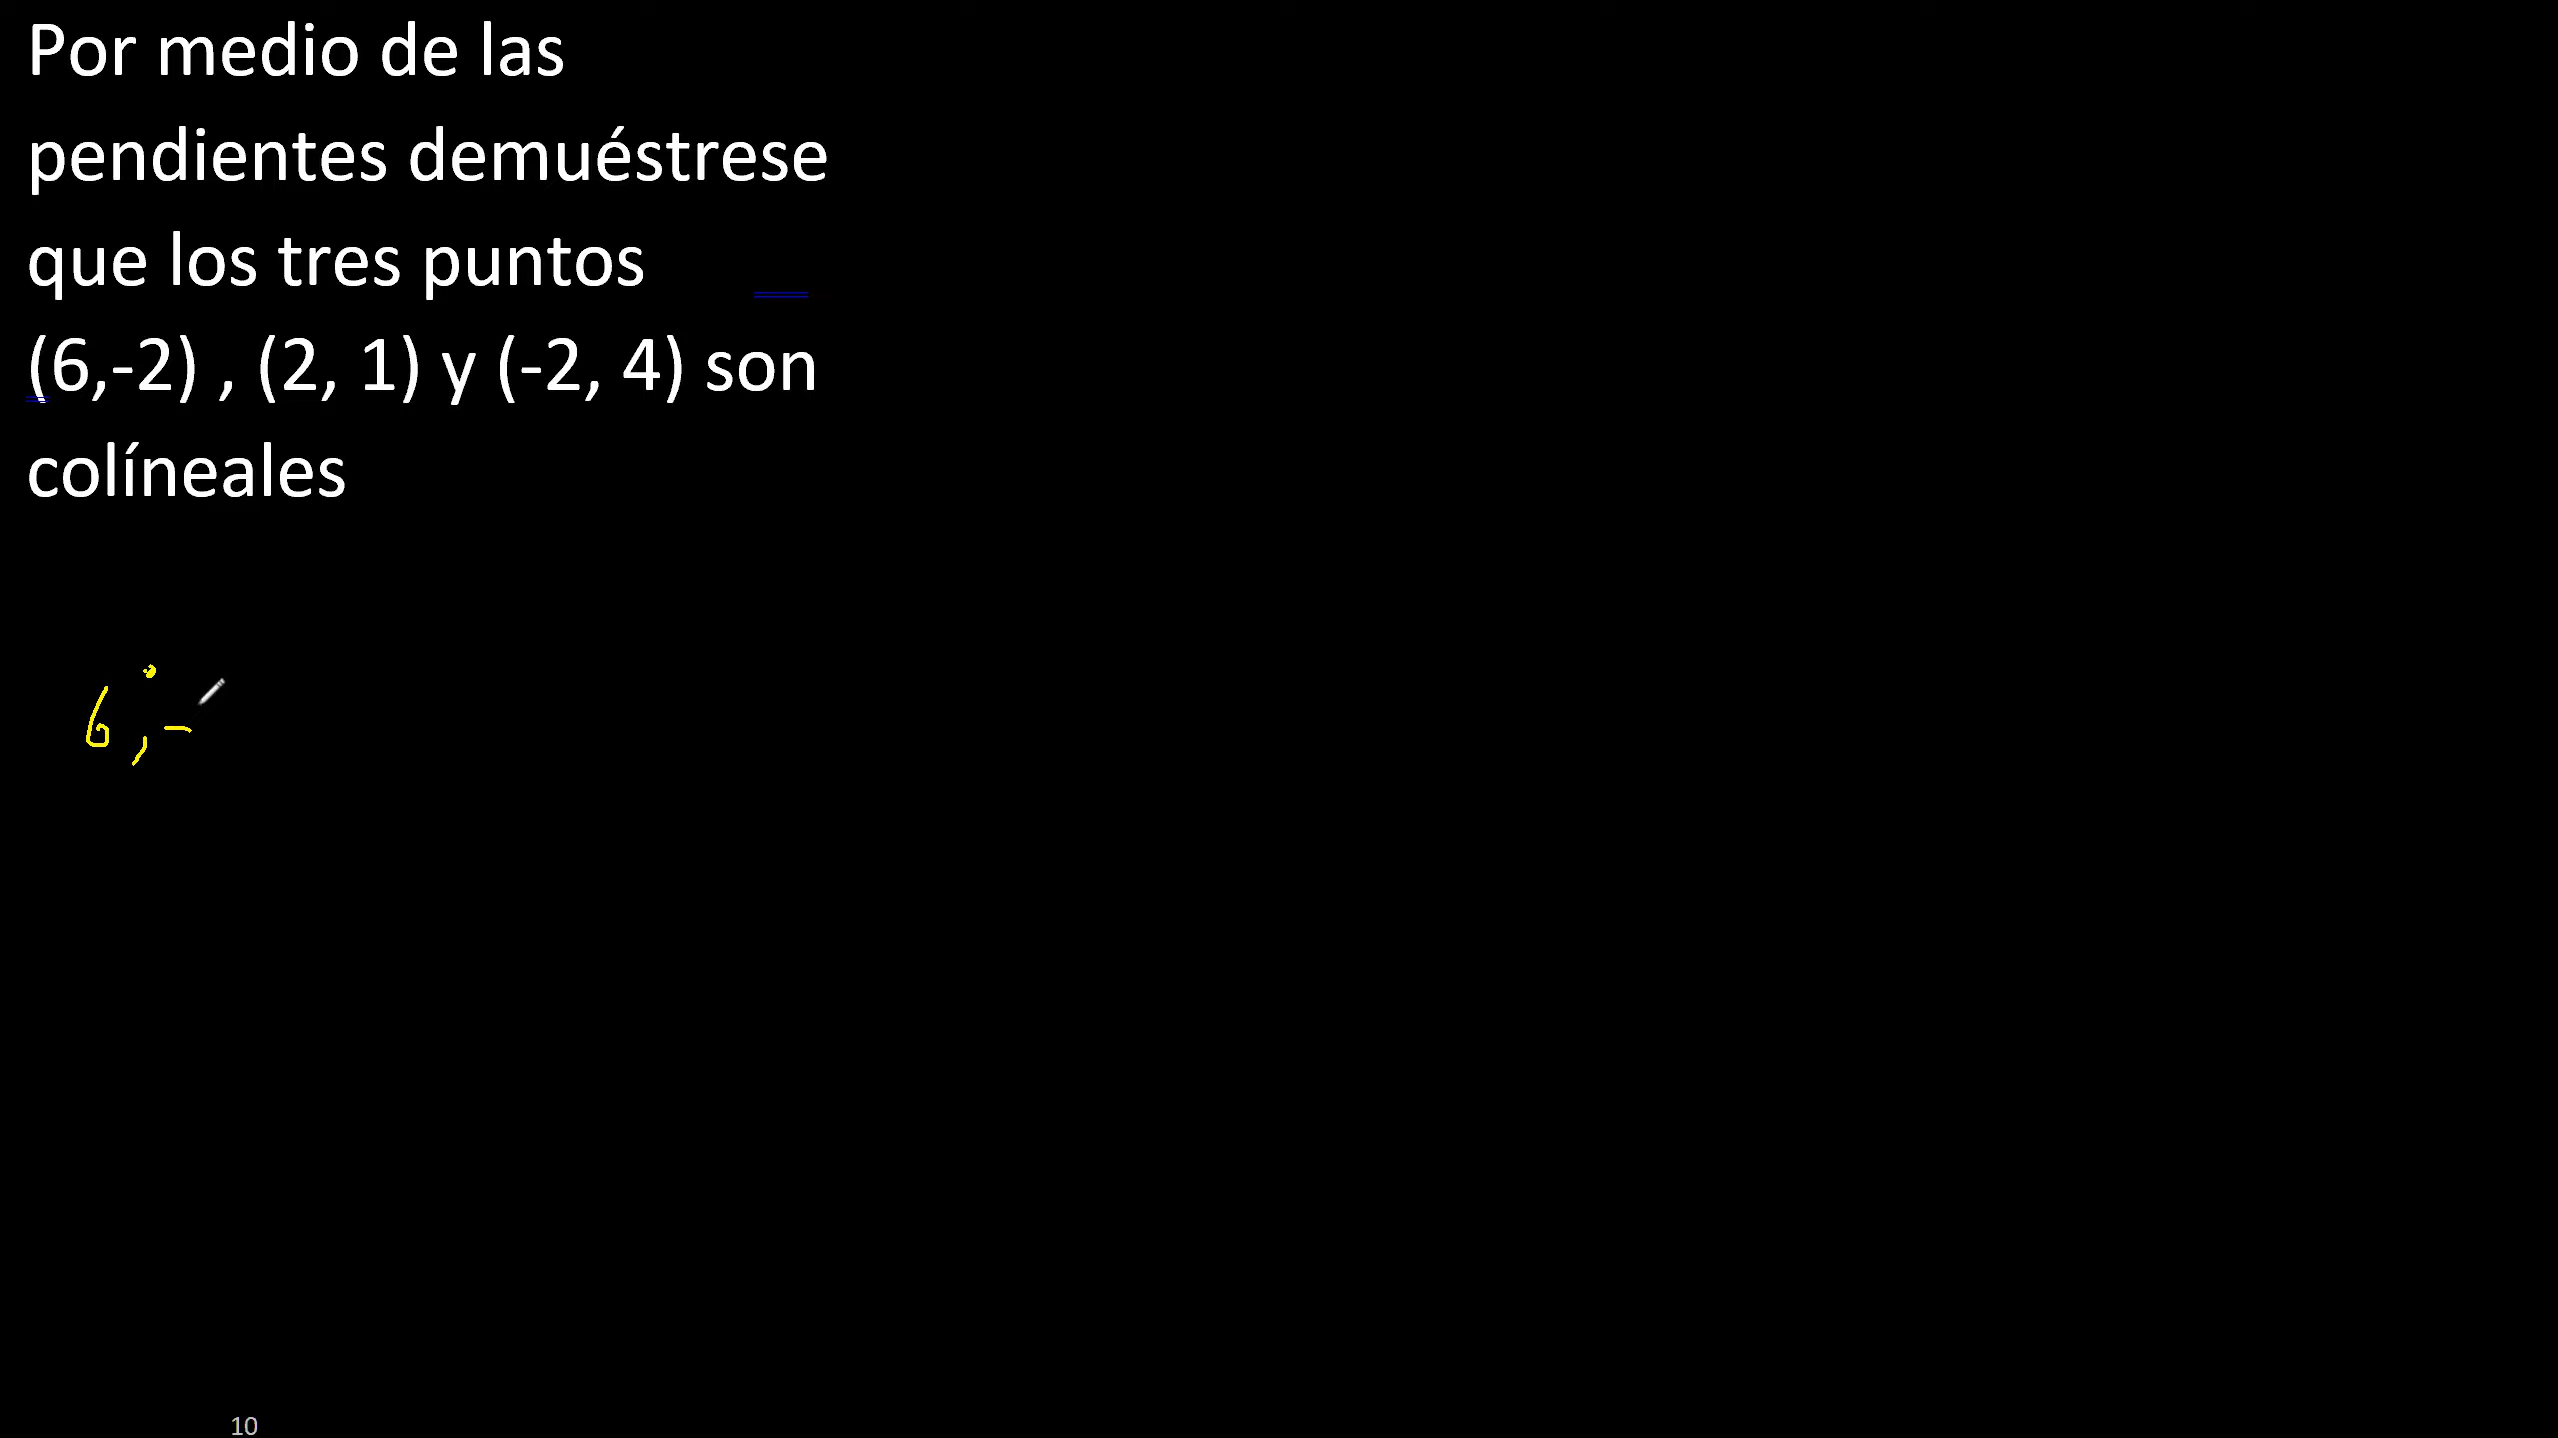 Por medio de las
pendientes demuéstrese
que los tres puntos
(6,-2) , (2, 1) y (-2, 4) son
colíneales
6 , -
10